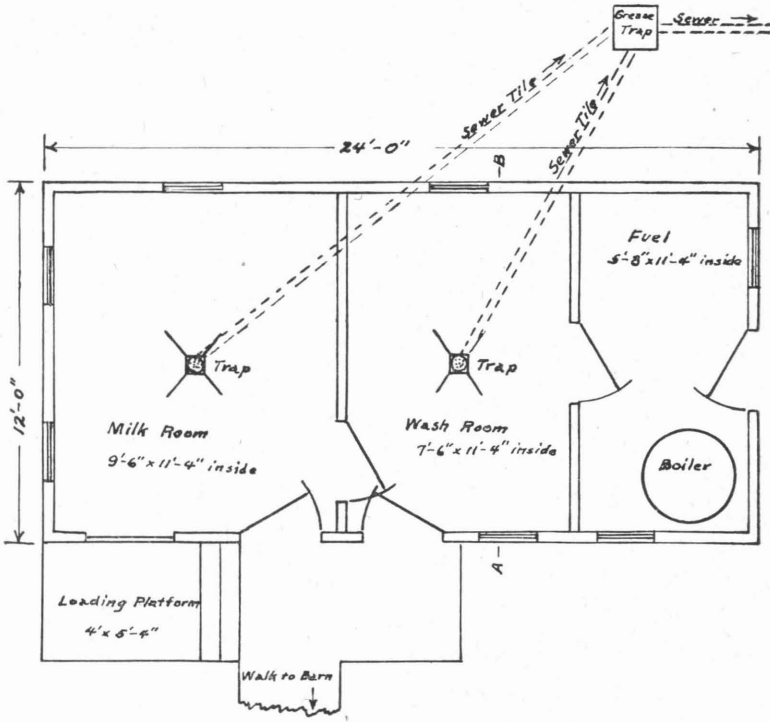 Grease
Trap
Sewer
Sewer Tile
Sewer Tile
24'-0"
B
Fuel
5'-8"x11'-4" inside
12'-0"
Trap
Trap
Milk Room
9'-6"x11'-4" inside
Wash Room
7'-6"x11'-4" inside
Boiler
A
Loading Platform
4'x 5'-4"
Walk to Barn